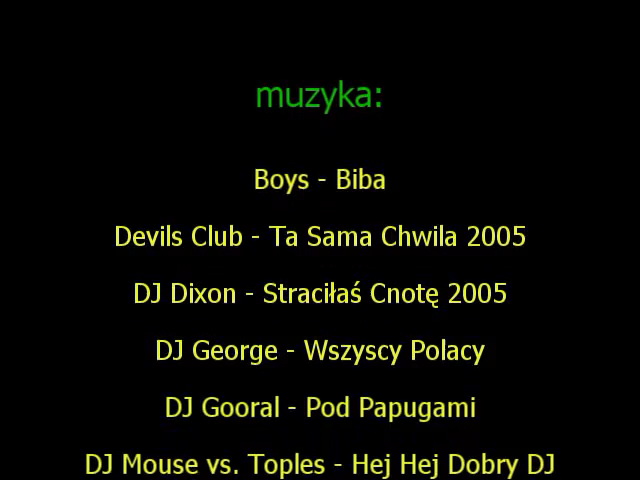 muzyka:
Boys - Biba
Devils Club - Ta Sama Chwila 2005
DJ Dixon - Straciłaś Cnotę 2005
DJ George - Wszyscy Polacy
DJ Gooral - Pod Papugami
DJ Mouse vs. Toples - Hej Hej Dobry DJ